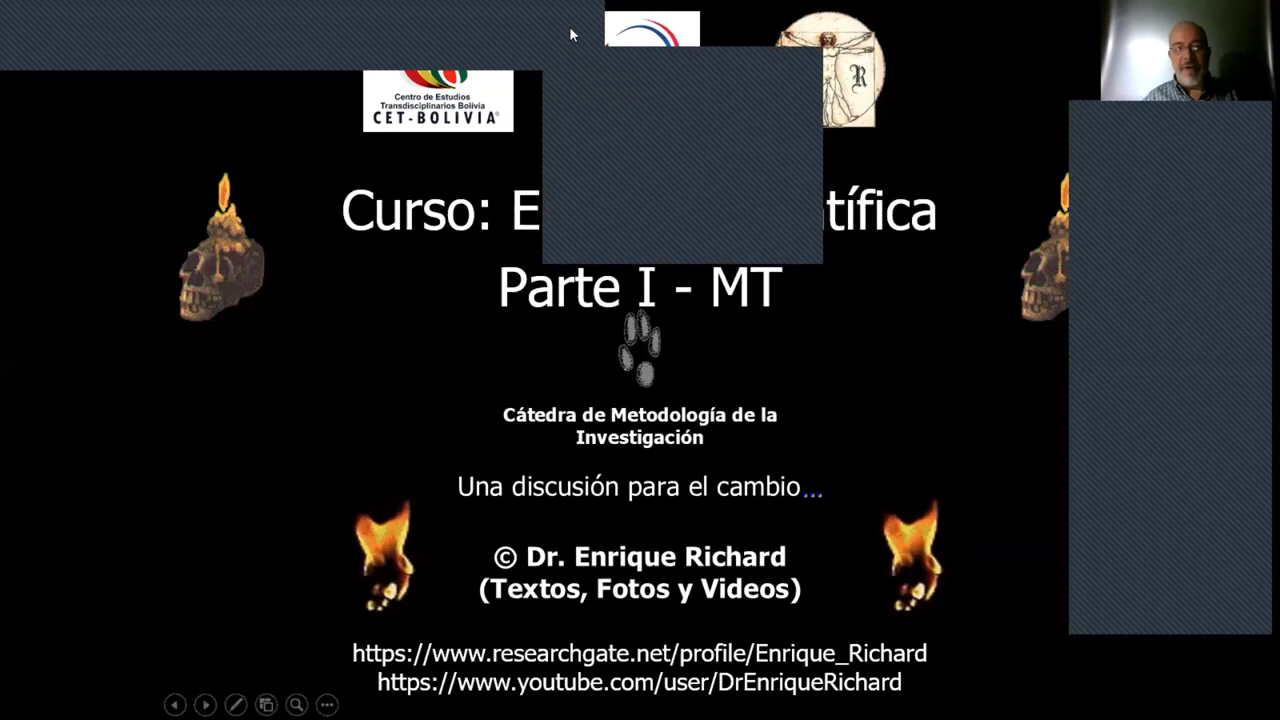 Centro de Estudios
Transdisciplinarios Bolivia
CET-BOLIVIA®
R
Curso: E tífica
Parte I - MT
Cátedra de Metodología de la
Investigación
Una discusión para el cambio...
© Dr. Enrique Richard
(Textos, Fotos y Videos)
https://www.researchgate.net/profile/Enrique_Richard
https://www.youtube.com/user/DrEnriqueRichard